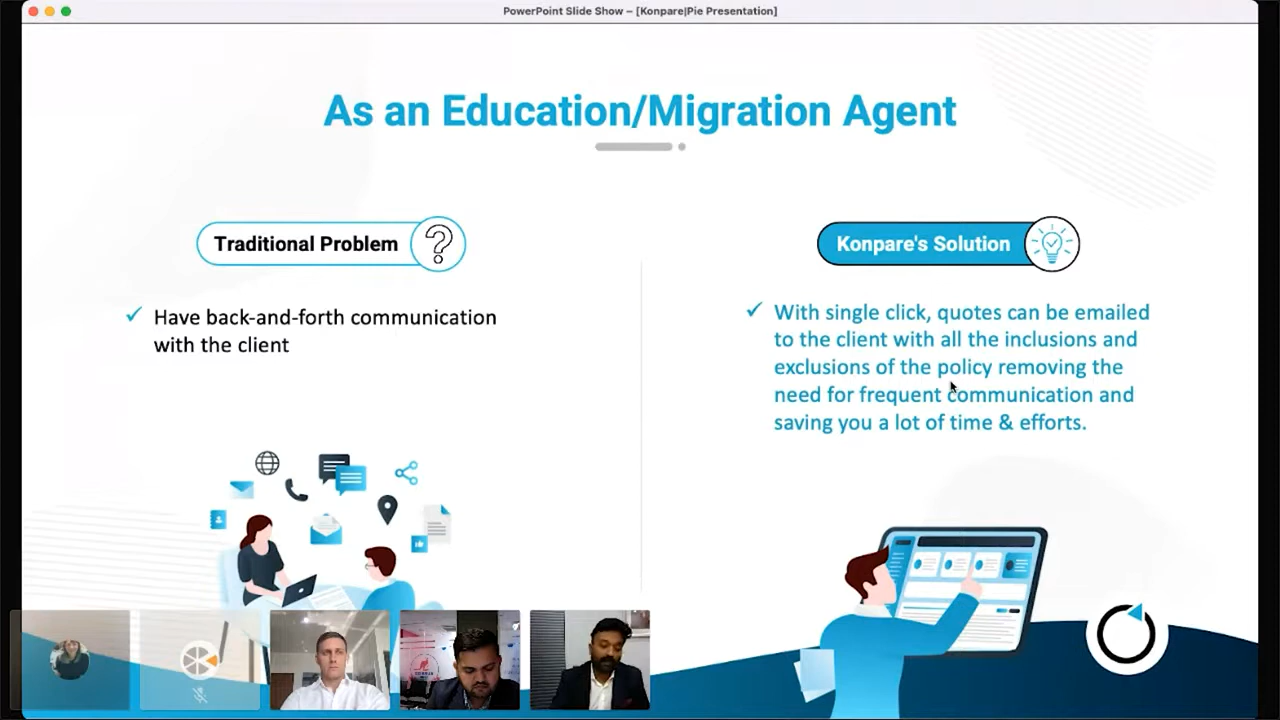 PowerPoint Slide Show – [Konpare|Pie Presentation]
As an Education/Migration Agent
Traditional Problem
Have back-and-forth communication
with the client
Konpare's Solution
With single click, quotes can be emailed
to the client with all the inclusions and
exclusions of the policy removing the
need for frequent communication and
saving you a lot of time & efforts.